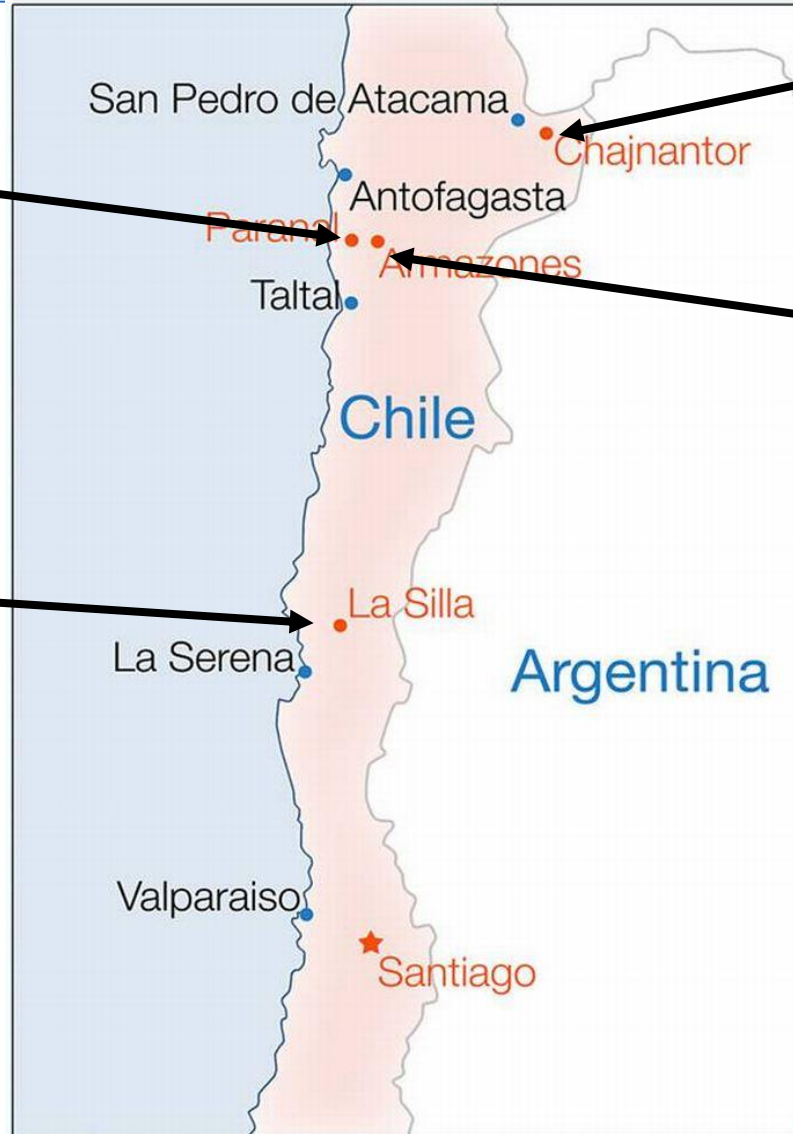 San Pedro de Atacama
Chajnantor
Antofagasta
Paranal
Armazones
Taltal
Chile
La Silla
La Serena
Argentina
Valparaiso
Santiago